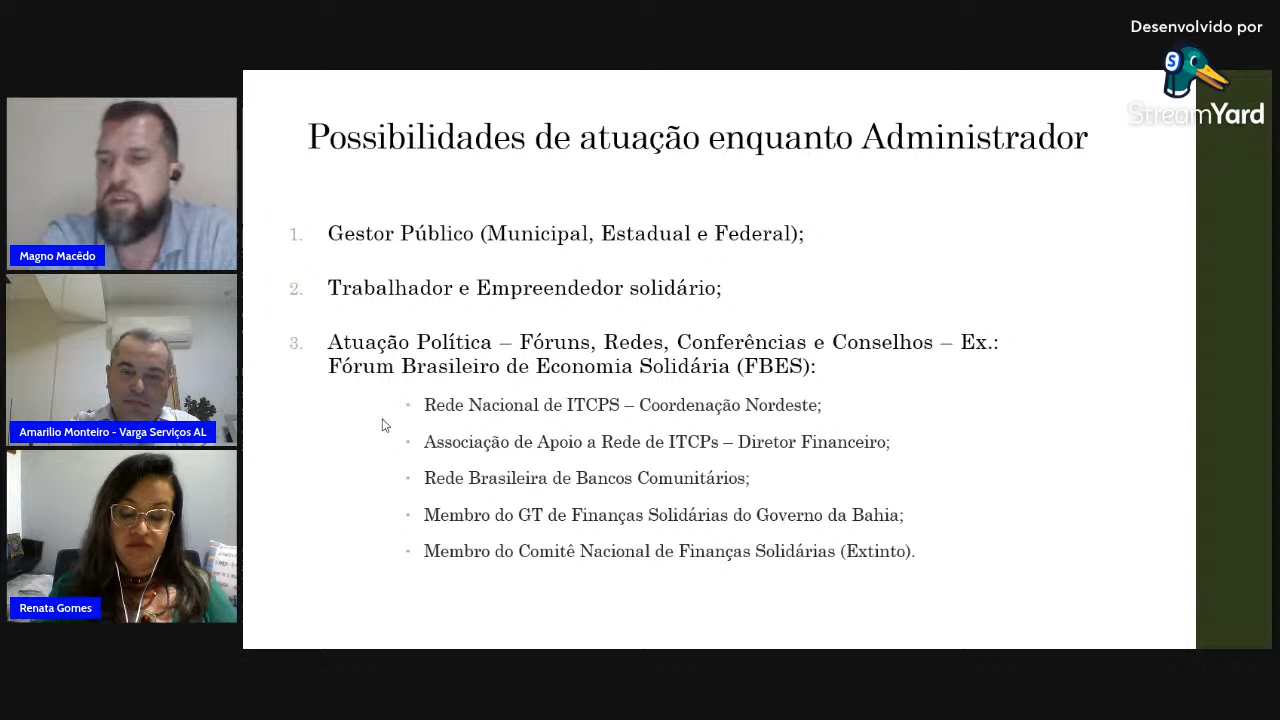 Desenvolvido por
StreamYard
Possibilidades de atuação enquanto Administrador
1. Gestor Público (Municipal, Estadual e Federal);
2. Trabalhador e Empreendedor solidário;
3. Atuação Política – Fóruns, Redes, Conferências e Conselhos – Ex.:
Fórum Brasileiro de Economia Solidária (FBES):
• Rede Nacional de ITCPS – Coordenação Nordeste;
• Associação de Apoio a Rede de ITCPs – Diretor Financeiro;
• Rede Brasileira de Bancos Comunitários;
• Membro do GT de Finanças Solidárias do Governo da Bahia;
• Membro do Comitê Nacional de Finanças Solidárias (Extinto).
Magno Macêdo
Amarilio Monteiro - Varga Serviços AL
Renata Gomes